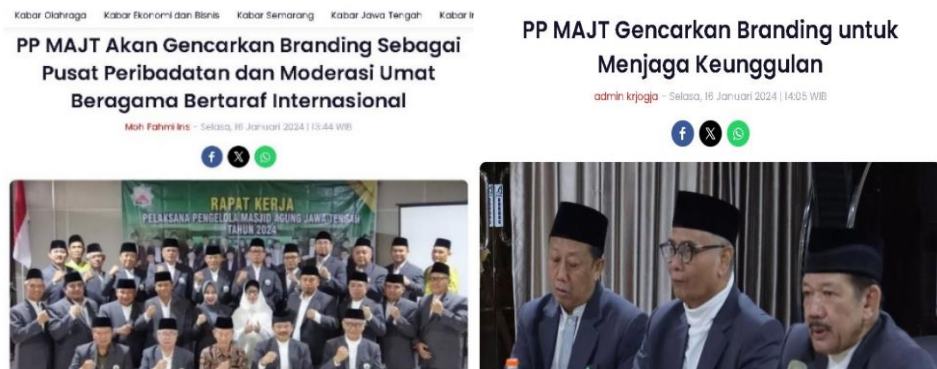 Kabar Olahraga Kabar Ekonomi dan Bisnis Kabar Semarang Kabar Jawa Tengah Kabar I
PP MAJT Akan Gencarkan Branding Sebagai
Pusat Peribadatan dan Moderasi Umat
Beragama Bertaraf Internasional
Moh Fahmi Ins - Selasa, 16 Januari 2024 | 13:44 WIB
RAPAT KERJA
PELAKSANA PENGELOLA MASJID AGUNG JAWA TENGAH
TAHUN 2024
PP MAJT Gencarkan Branding untuk
Menjaga Keunggulan
admin krjogja - Selasa, 16 Januari 2024 | 14:05 WIB